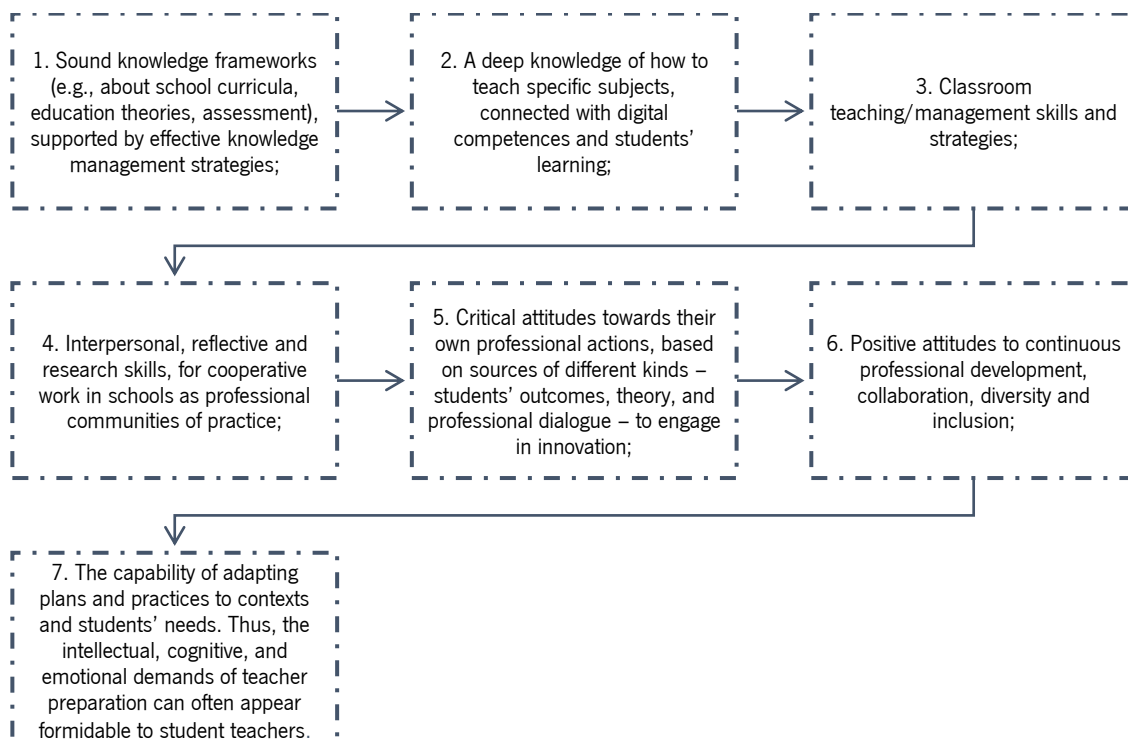 1. Sound knowledge frameworks
(e.g., about school curricula,
education theories, assessment),
supported by effective knowledge
management strategies;
2. A deep knowledge of how to
teach specific subjects,
connected with digital
competences and students’
learning;
3. Classroom
teaching/management skills and
strategies;
4. Interpersonal, reflective and
research skills, for cooperative
work in schools as professional
communities of practice;
5. Critical attitudes towards their
own professional actions, based
on sources of different kinds –
students’ outcomes, theory, and
professional dialogue – to engage
in innovation;
6. Positive attitudes to continuous
professional development,
collaboration, diversity and
inclusion;
7. The capability of adapting
plans and practices to contexts
and students’ needs. Thus, the
intellectual, cognitive, and
emotional demands of teacher
preparation can often appear
formidable to student teachers.